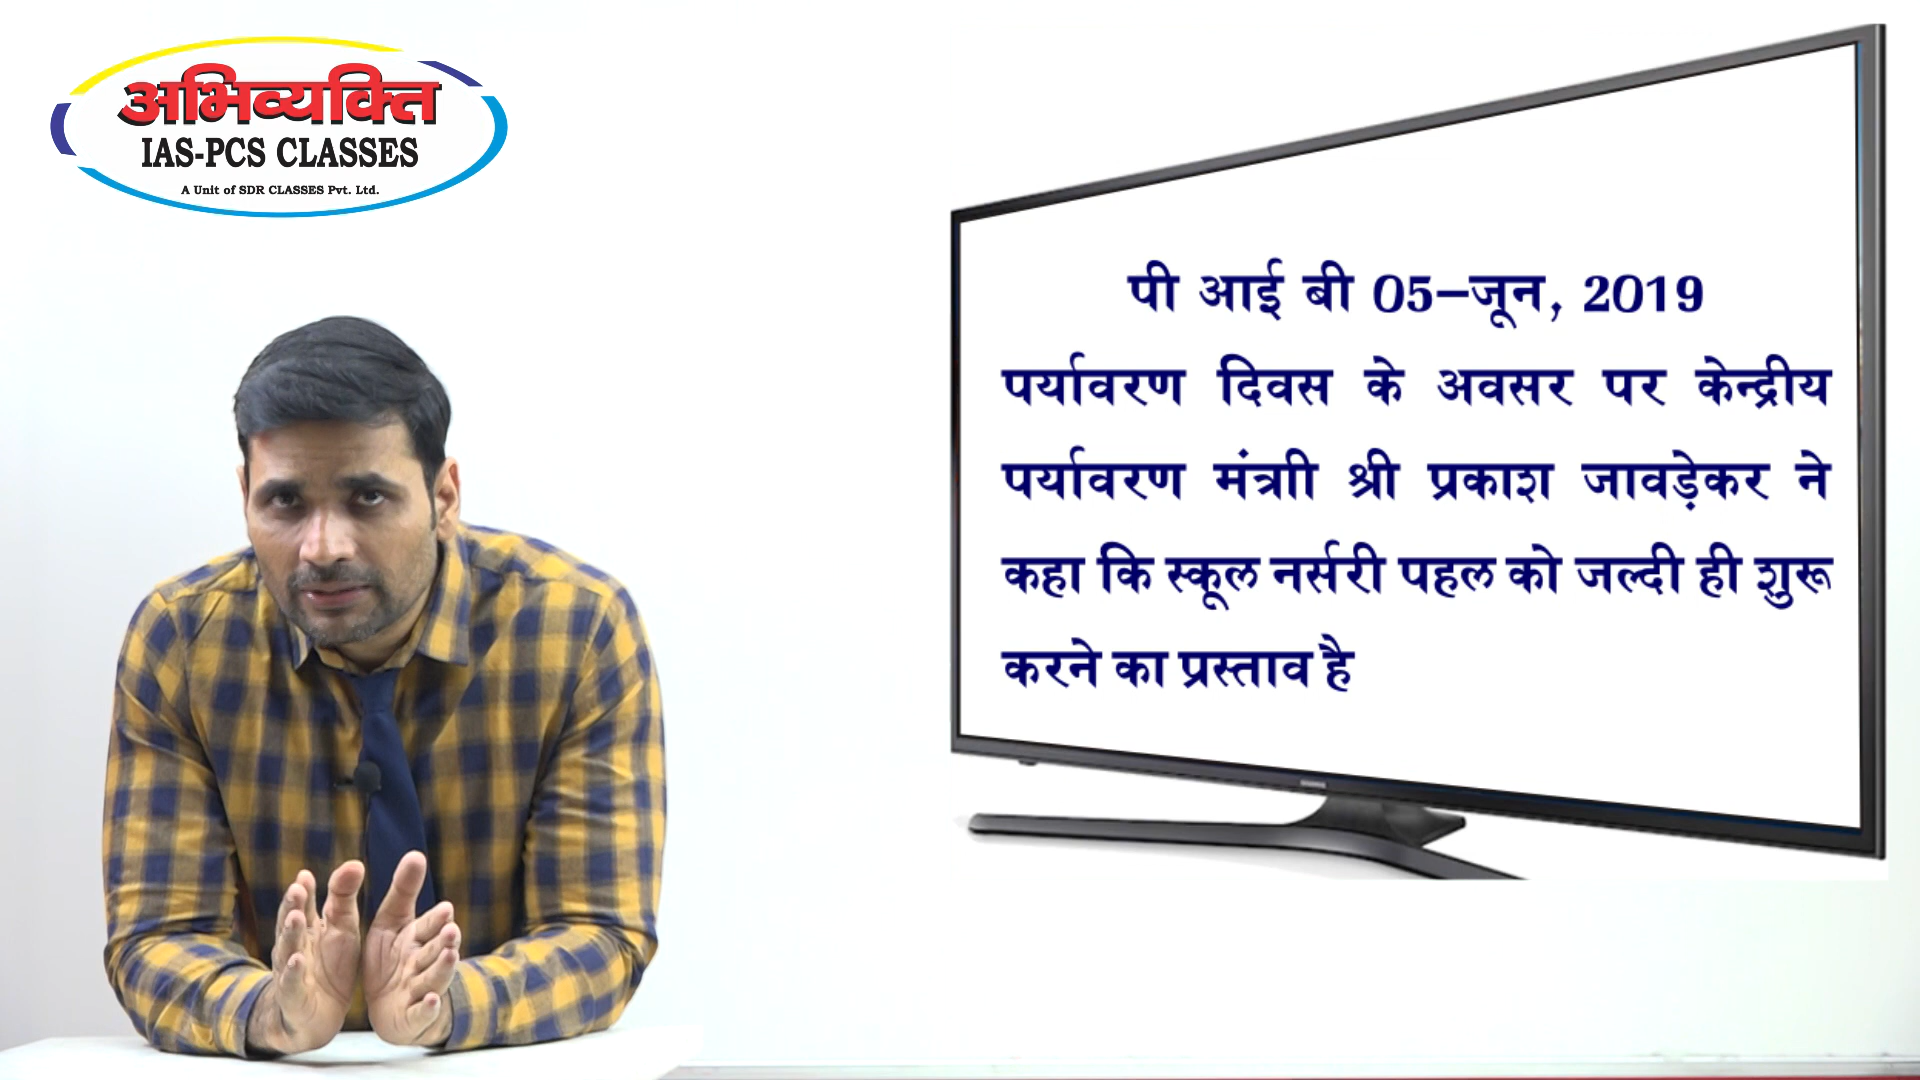 अभिव्यक्ति
IAS-PCS CLASSES
A Unit of SDR CLASSES Pvt. Ltd.
पी आई बी 05–जून, 2019
पर्यावरण दिवस के अवसर पर केन्द्रीय
पर्यावरण मंत्राी श्री प्रकाश जावड़ेकर ने
कहा कि स्कूल नर्सरी पहल को जल्दी ही शुरू
करने का प्रस्ताव है